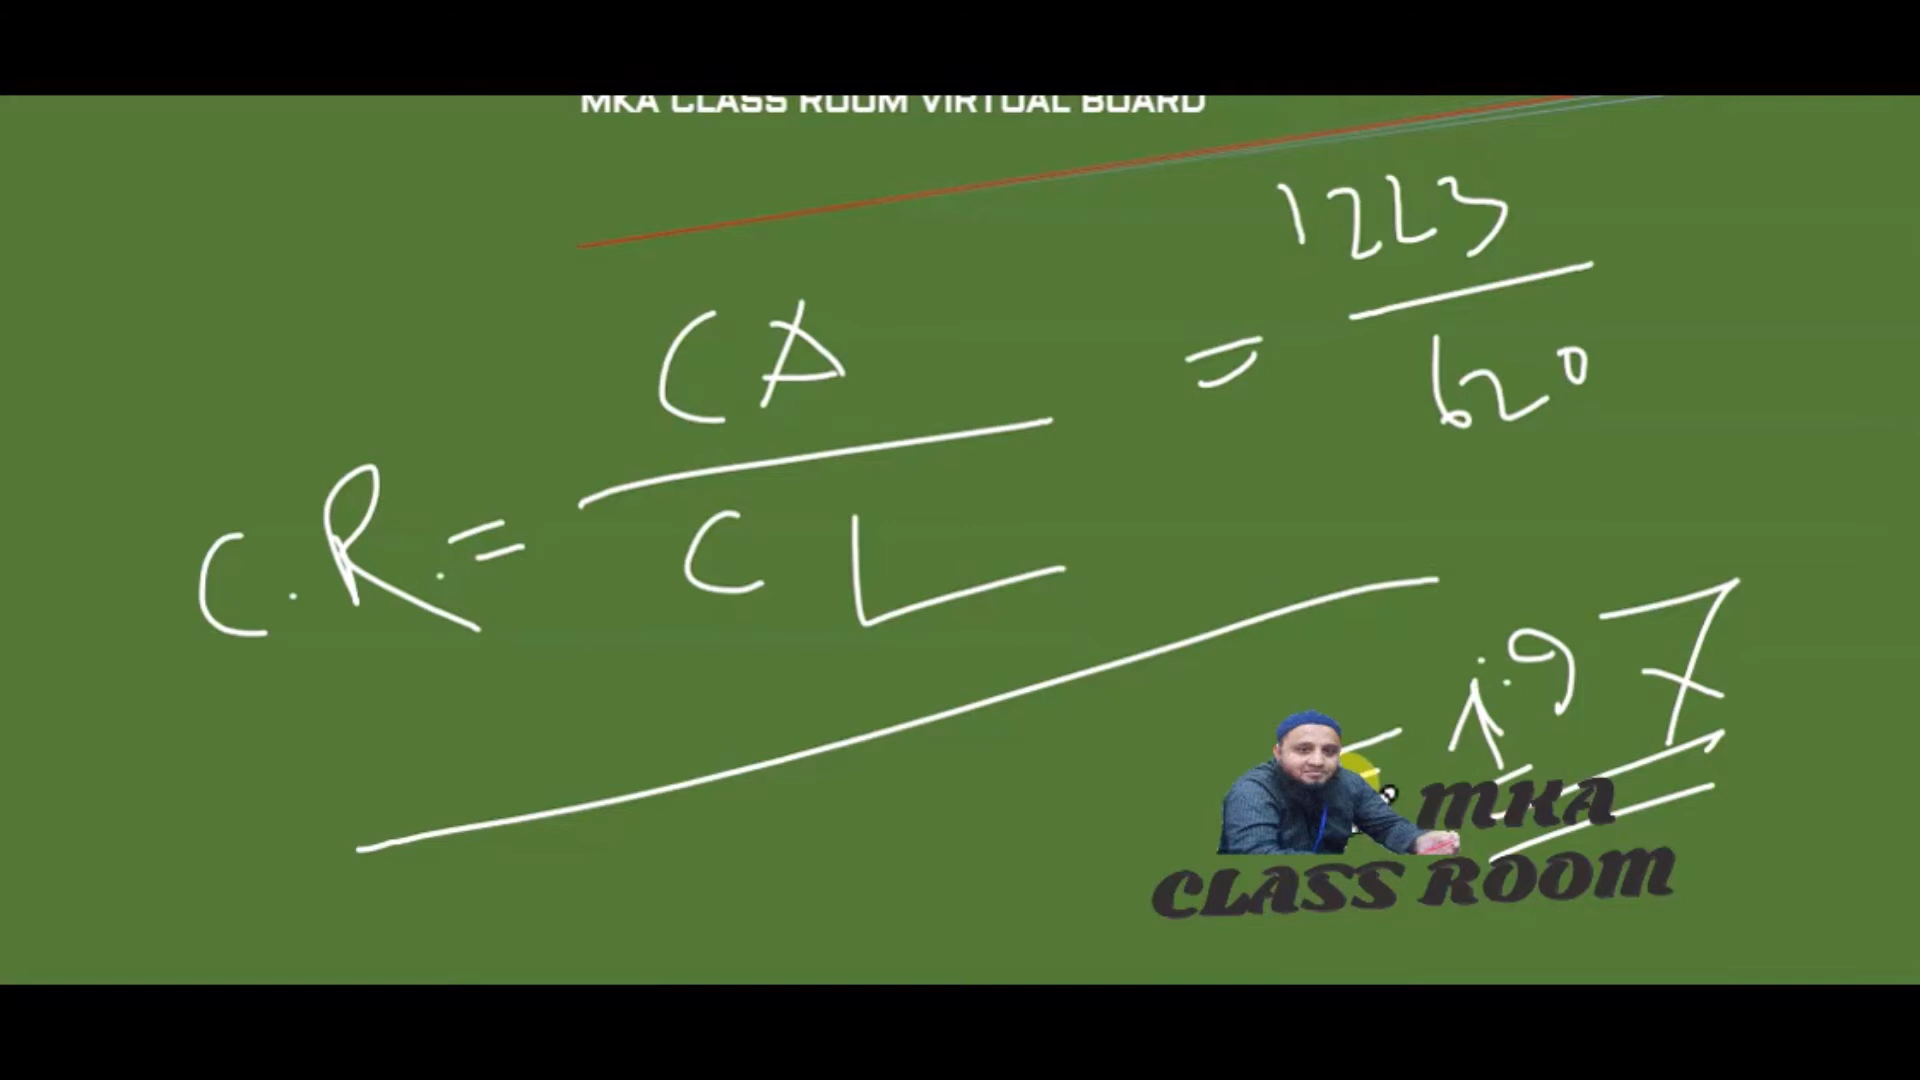 MKA CLASS ROOM VIRTUAL BOARD
C.R. = CA / CL = 1223 / 620
= 1.97
MKA
CLASS ROOM